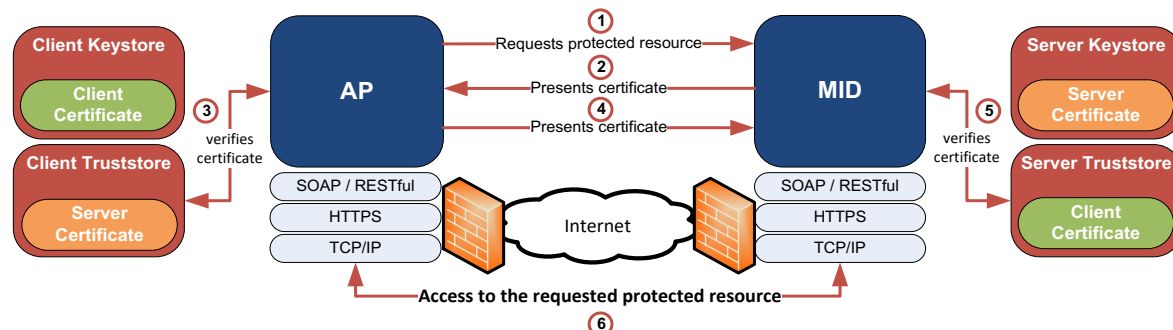 Client Keystore
Client
Certificate
3
verifies
certificate
Client Truststore
Server
Certificate
AP
1
Requests protected resource
2
Presents certificate
4
Presents certificate
MID
5
verifies
certificate
Server Keystore
Server
Certificate
Server Truststore
Client
Certificate
SOAP / RESTful
HTTPS
TCP/IP
Internet
SOAP / RESTful
HTTPS
TCP/IP
Access to the requested protected resource
6